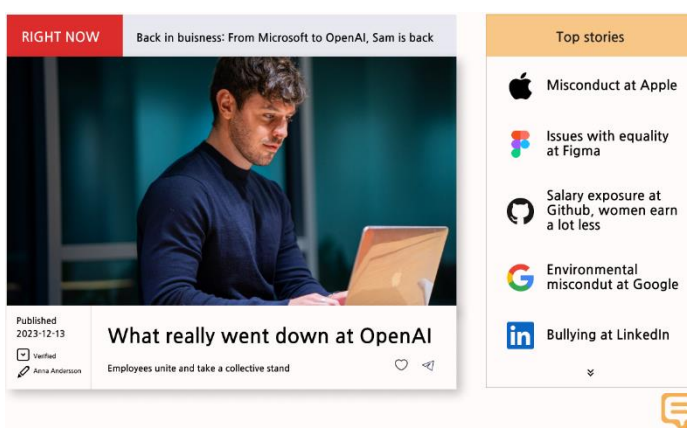 RIGHT NOW
Back in buisness: From Microsoft to OpenAI, Sam is back
Published
2023-12-13
Verified
Anna Andersson
What really went down at OpenAI
Employees unite and take a collective stand
Top stories
Misconduct at Apple
Issues with equality
at Figma
Salary exposure at
Github, women earn
a lot less
Environmental
miscondut at Google
in
Bullying at LinkedIn